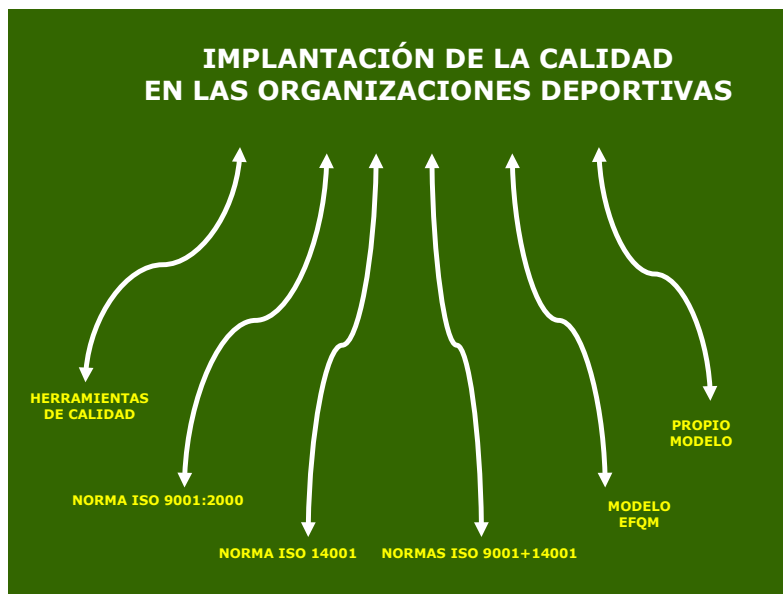 IMPLANTACIÓN DE LA CALIDAD
EN LAS ORGANIZACIONES DEPORTIVAS
HERRAMIENTAS
DE CALIDAD
NORMA ISO 9001:2000
NORMA ISO 14001
NORMAS ISO 9001+14001
MODELO
EFQM
PROPIO
MODELO